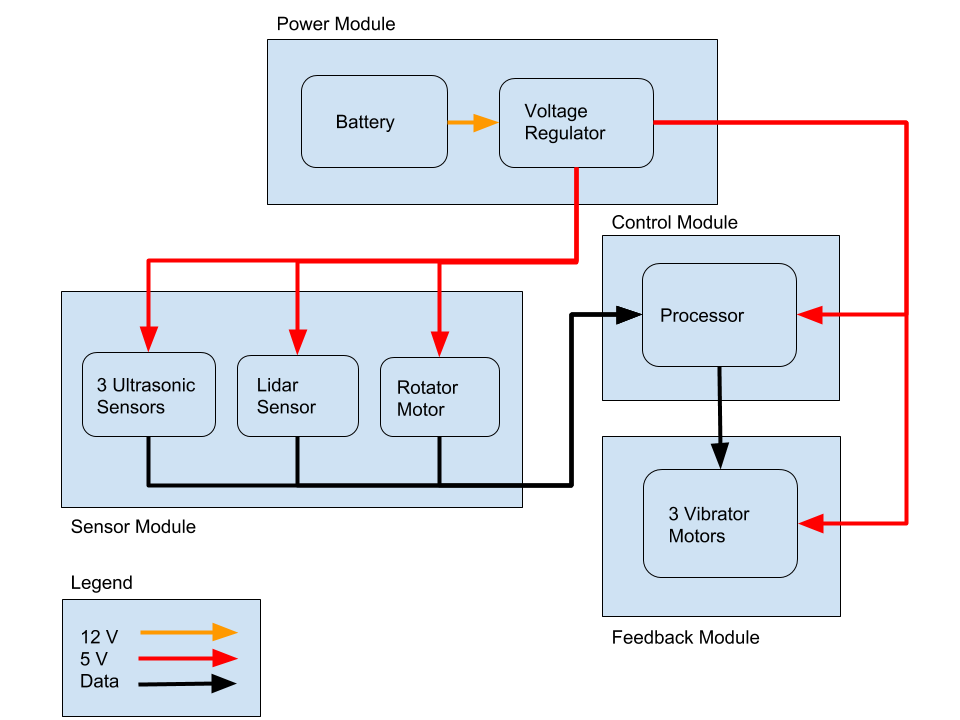 Power Module
Battery
Voltage
Regulator
Control Module
Processor
3 Ultrasonic
Sensors
Lidar
Sensor
Rotator
Motor
Sensor Module
3 Vibrator
Motors
Feedback Module
Legend
12 V
5 V
Data